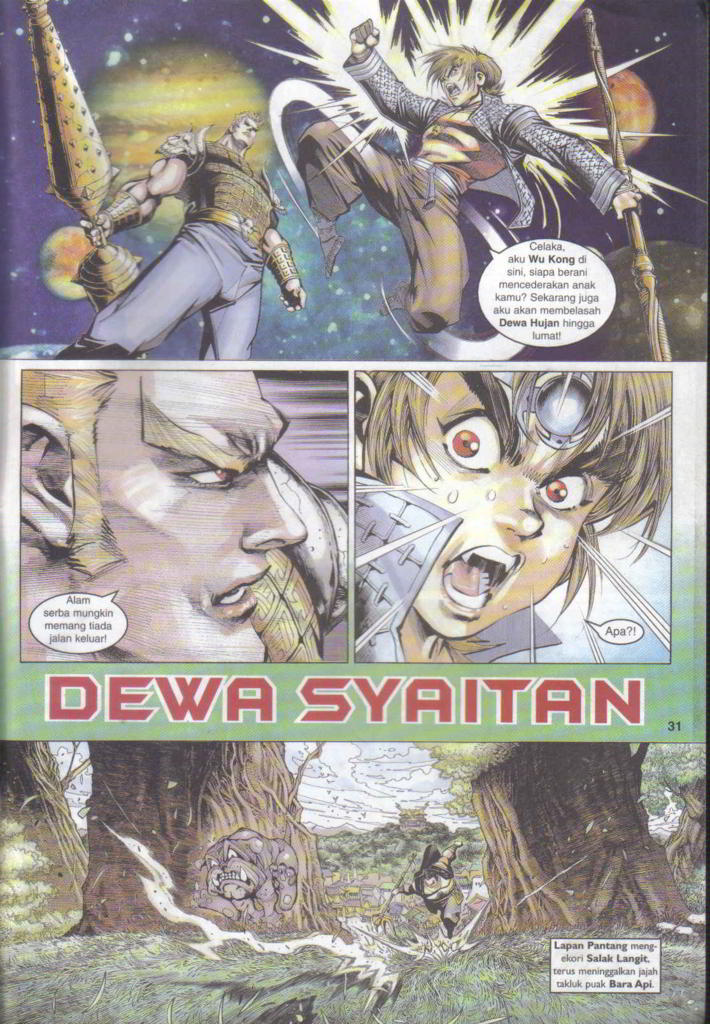 Celaka,
aku Wu Kong di
sini, siapa berani
mencederakan anak
kamu? Sekarang juga
aku akan membelasah
Dewa Hujan hingga
lumat!
Alam
serba mungkin
memang tiada
jalan keluar!
Apa?!
DEWA SYAITAN
31
Lapan Pantang meng-
ekori Salak Langit,
terus meninggalkan jajah
takluk puak Bara Api.